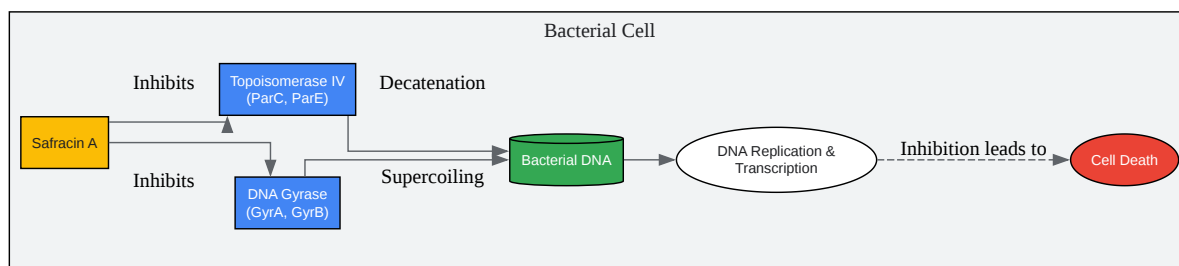 Bacterial Cell
Inhibits
Topoisomerase IV
(ParC, ParE)
Decatenation
Safracin A
Bacterial DNA
DNA Replication &
Transcription
Inhibition leads to
Cell Death
Inhibits
DNA Gyrase
(GyrA, GyrB)
Supercoiling